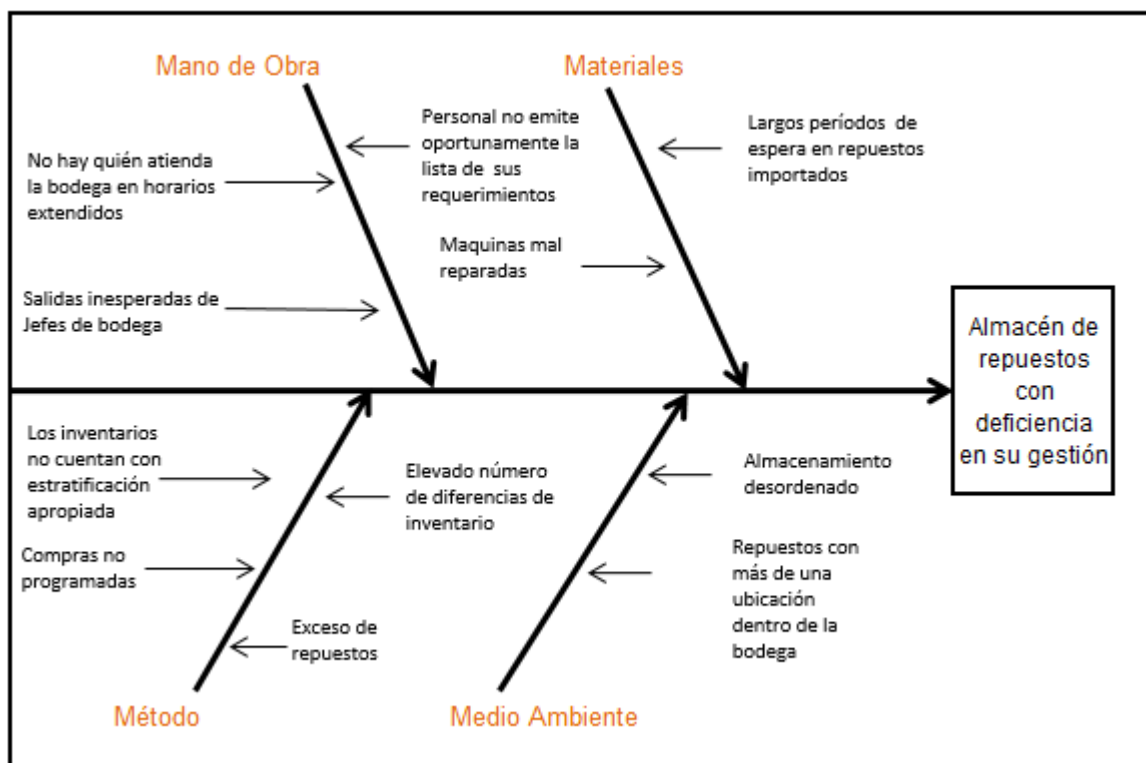 Mano de Obra
Materiales
Personal no emite
oportunamente la
lista de  sus
requerimientos
Largos períodos  de
espera en repuestos
importados
No hay quién atienda
la bodega en horarios
extendidos
Maquinas mal
reparadas
Salidas inesperadas de
Jefes de bodega
Almacén de
repuestos
con
deficiencia
en su gestión
Los inventarios
no cuentan con
estratificación
apropiada
Elevado número
de diferencias de
inventario
Almacenamiento
desordenado
Compras no
programadas
Repuestos con
más de una
ubicación
dentro de la
bodega
Exceso de
repuestos
Método
Medio Ambiente